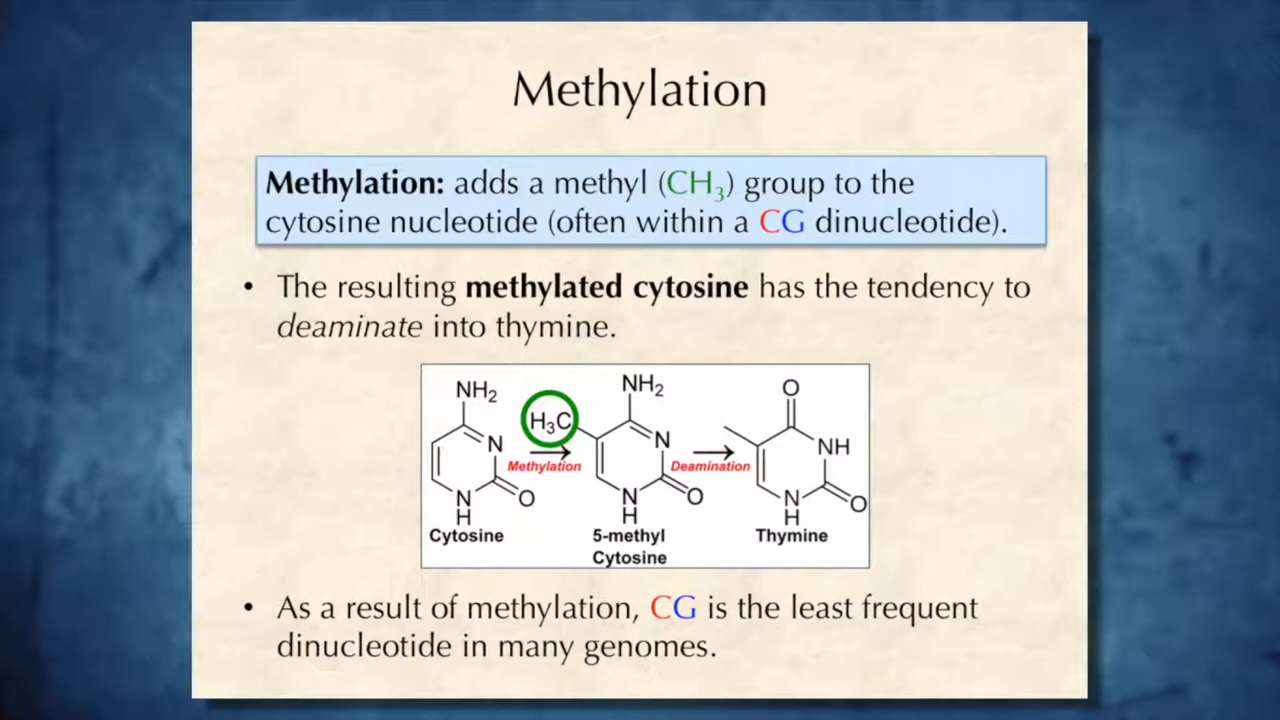 Methylation
Methylation: adds a methyl (CH₃) group to the
cytosine nucleotide (often within a CG dinucleotide).
• The resulting methylated cytosine has the tendency to
deaminate into thymine.
NH₂
N
N
H
O
Cytosine
H₃C
Methylation
NH₂
N
N
H
O
5-methyl
Cytosine
Deamination
O
NH
N
H
O
Thymine
• As a result of methylation, CG is the least frequent
dinucleotide in many genomes.